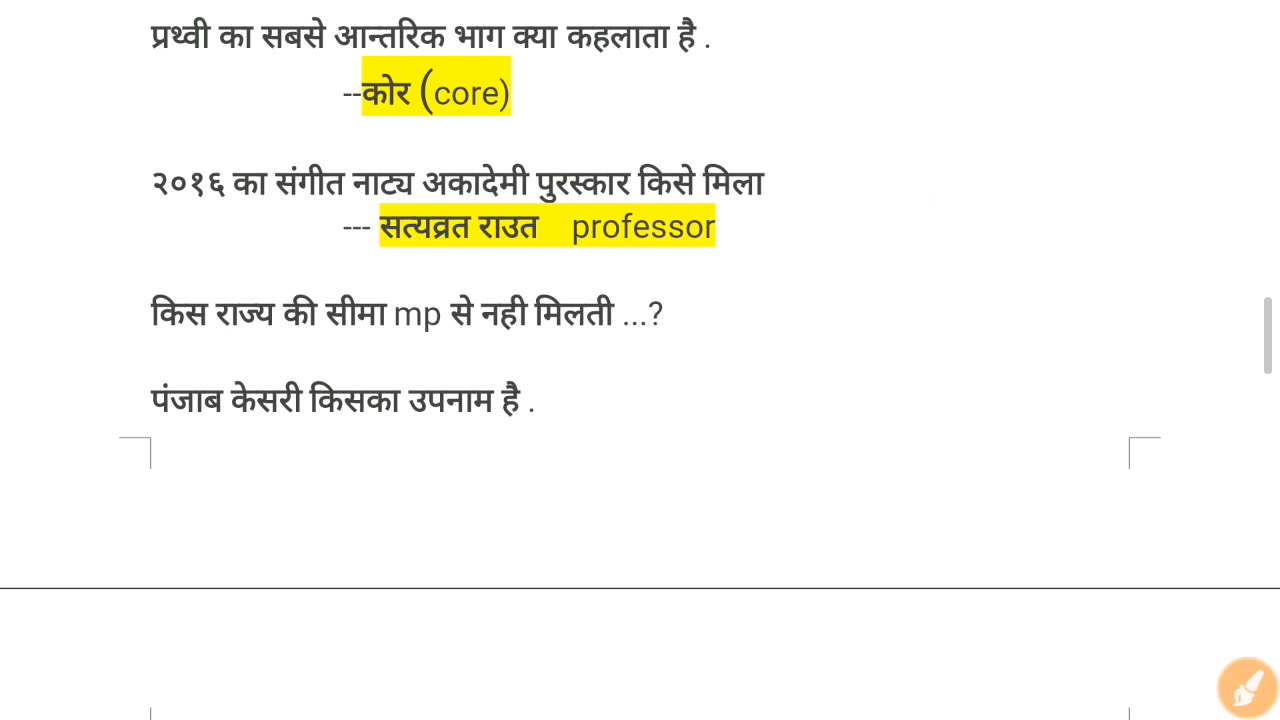 प्रथ्वी का सबसे आन्तरिक भाग क्या कहलाता है .
--कोर (core)
२०१६ का संगीत नाट्य अकादेमी पुरस्कार किसे मिला
--- सत्यव्रत राउत professor
किस राज्य की सीमा mp से नही मिलती ...?
पंजाब केसरी किसका उपनाम है .